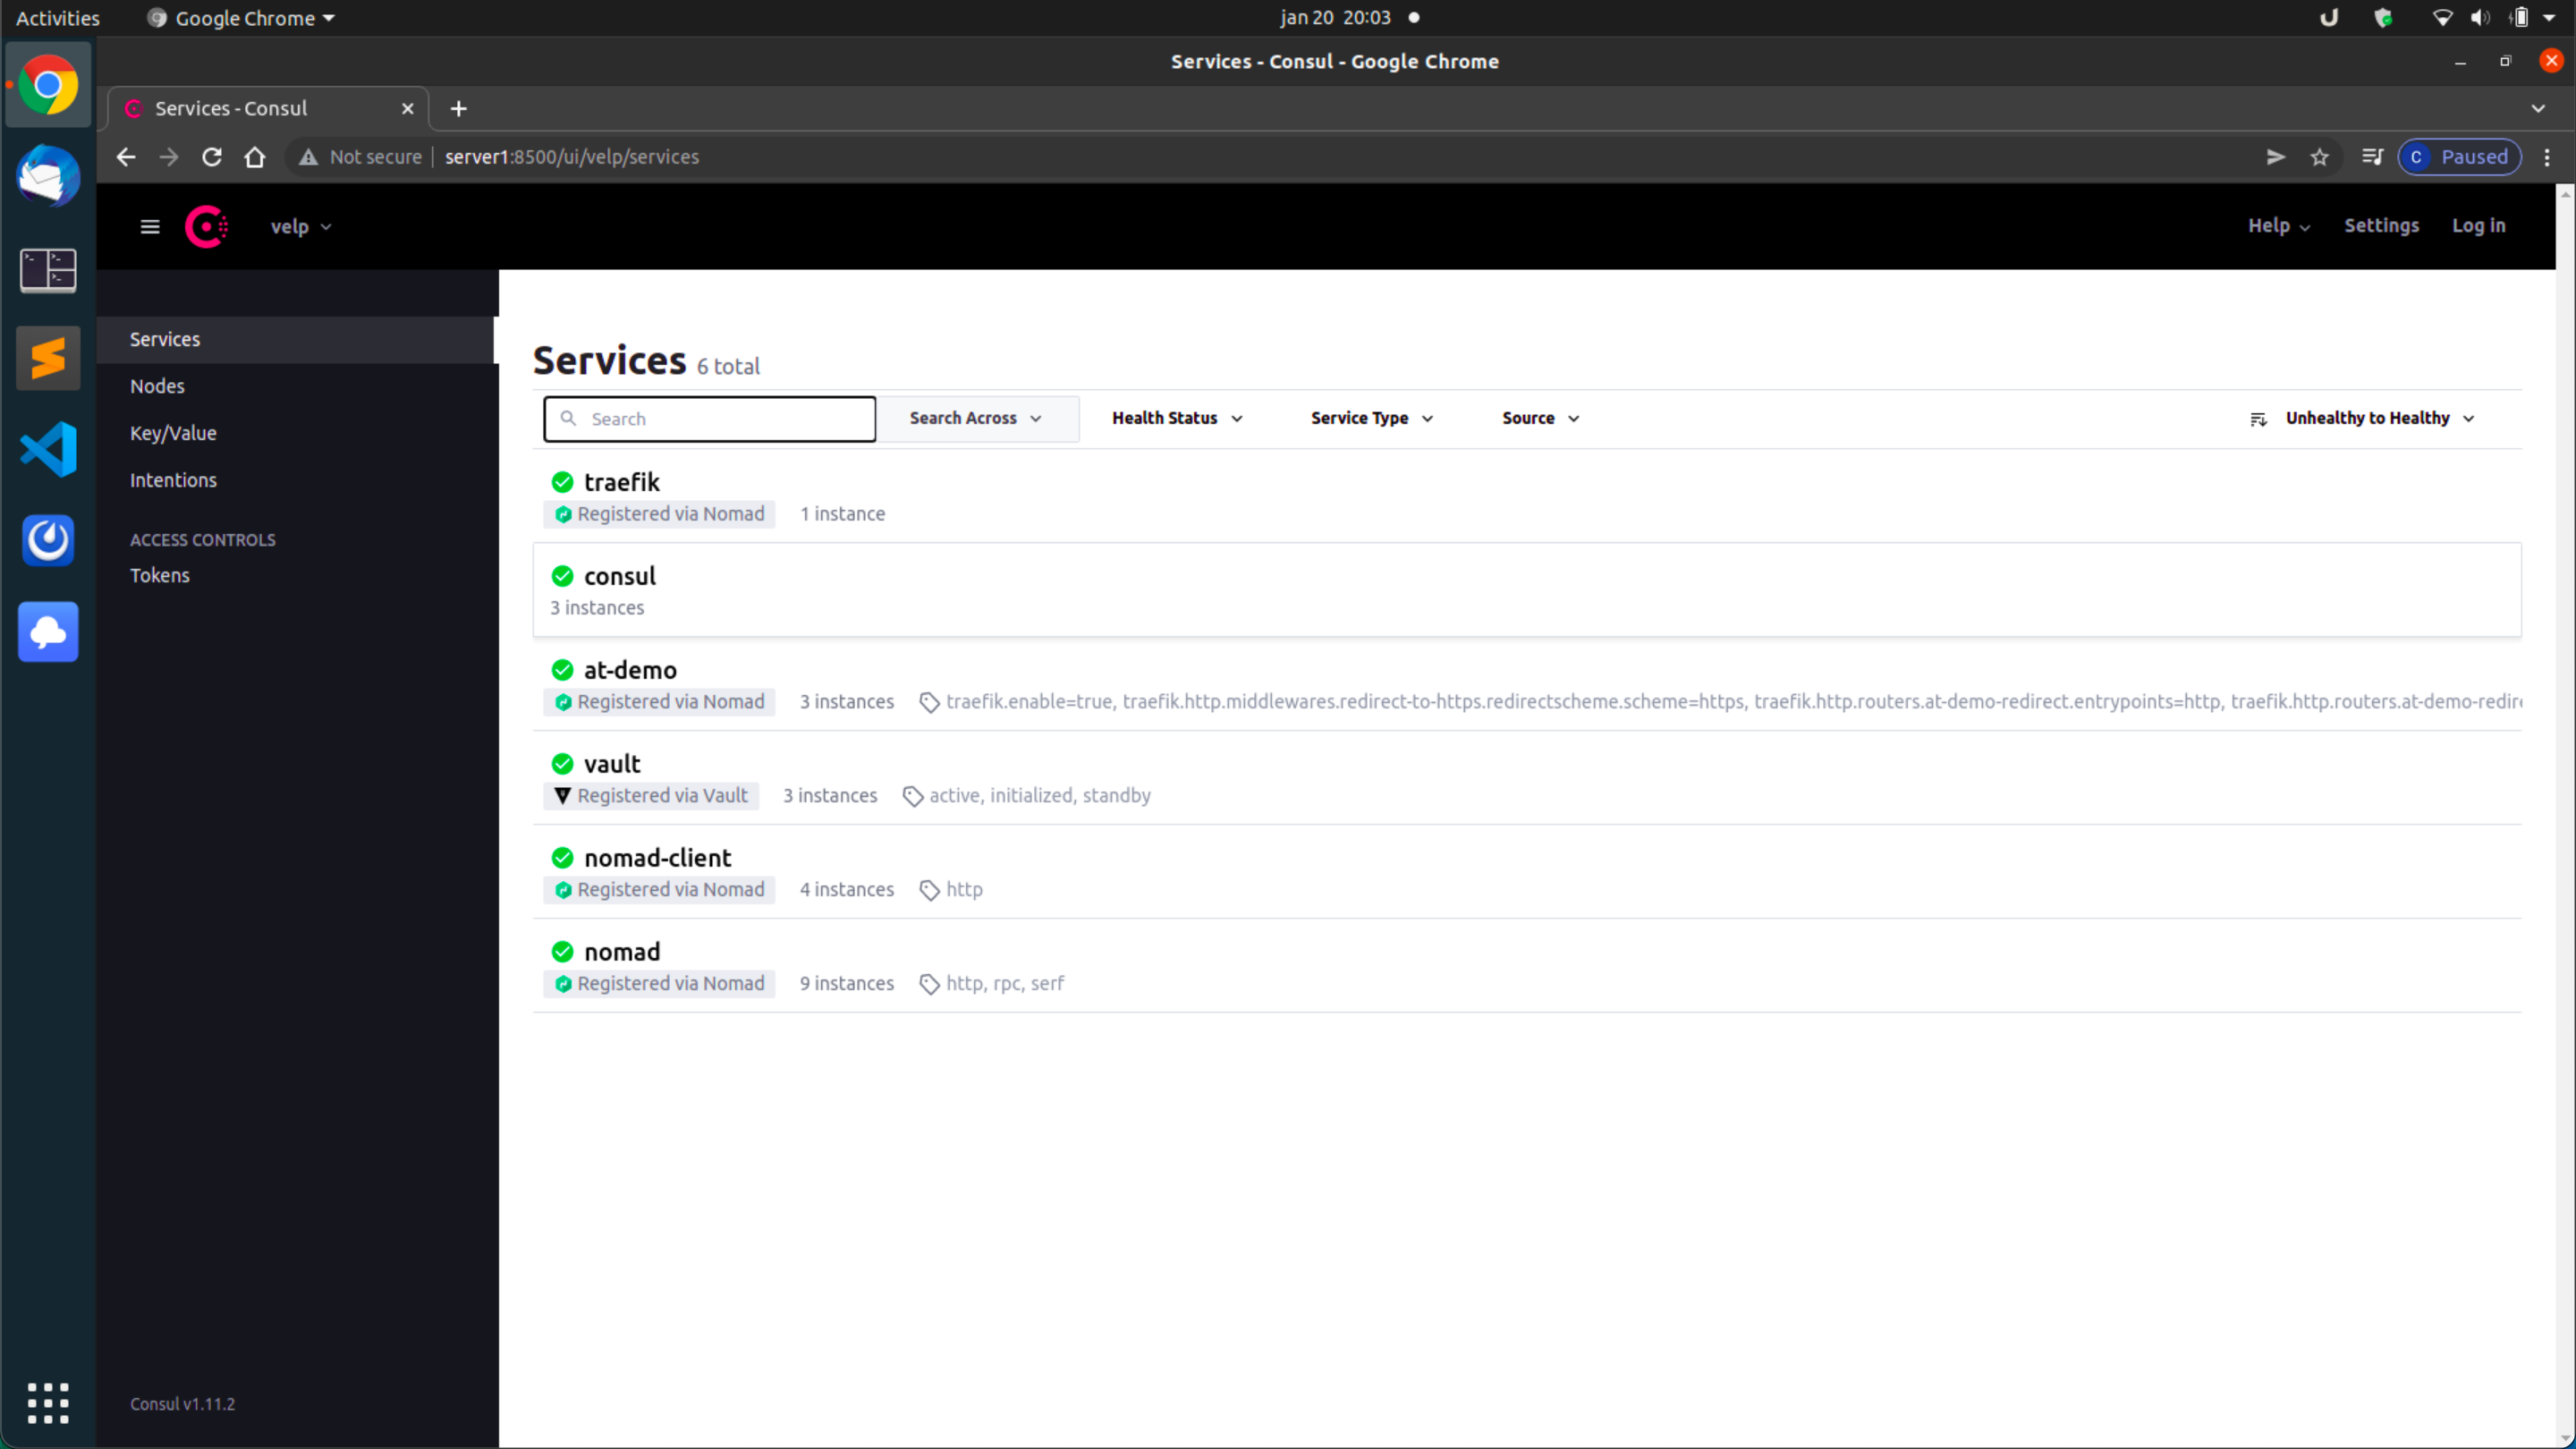 Activities Google Chrome jan 20 20:03
Services - Consul - Google Chrome
Services - Consul
Not secure server1:8500/ui/velp/services C Paused
velp Help Settings Log in
Services
Nodes
Key/Value
Intentions
ACCESS CONTROLS
Tokens
Consul v1.11.2
Services 6 total
Search Search Across Health Status Service Type Source Unhealthy to Healthy
traefik
Registered via Nomad 1 instance
consul
3 instances
at-demo
Registered via Nomad 3 instances traefik.enable=true, traefik.http.middlewares.redirect-to-https.redirectscheme.scheme=https, traefik.http.routers.at-demo-redirect.entrypoints=http, traefik.http.routers.at-demo-redire
vault
Registered via Vault 3 instances active, initialized, standby
nomad-client
Registered via Nomad 4 instances http
nomad
Registered via Nomad 9 instances http, rpc, serf